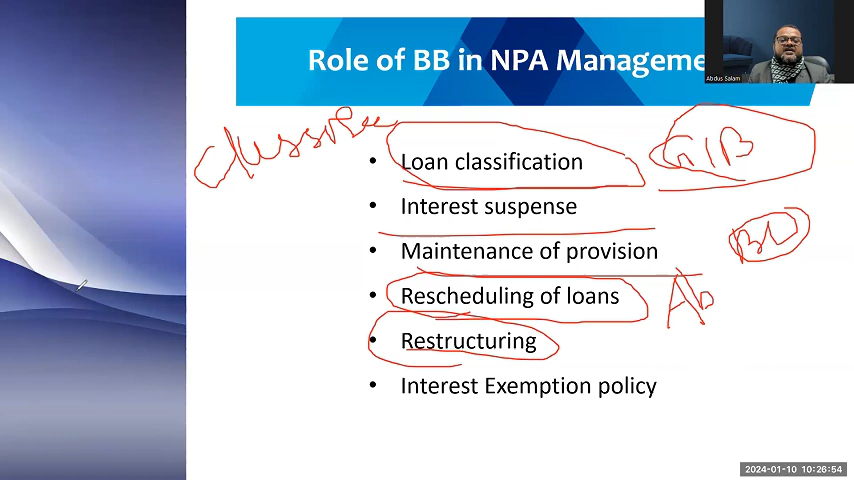 Role of BB in NPA Manageme
Abdus Salam
• Loan classification
• Interest suspense
• Maintenance of provision
• Rescheduling of loans
• Restructuring
• Interest Exemption policy
BL
2024-01-10 10:26:54